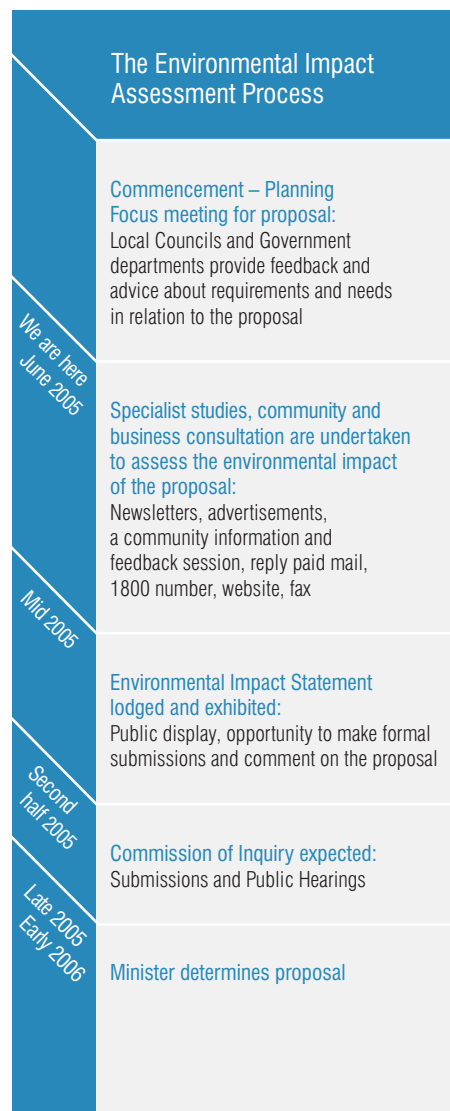 The Environmental Impact
Assessment Process
Commencement – Planning
Focus meeting for proposal:
Local Councils and Government
departments provide feedback and
advice about requirements and needs
in relation to the proposal
We are here
June 2005
Specialist studies, community and
business consultation are undertaken
to assess the environmental impact
of the proposal:
Newsletters, advertisements,
a community information and
feedback session, reply paid mail,
1800 number, website, fax
Mid 2005
Environmental Impact Statement
lodged and exhibited:
Public display, opportunity to make formal
submissions and comment on the proposal
Second
half 2005
Commission of Inquiry expected:
Submissions and Public Hearings
Late 2005
Early 2006
Minister determines proposal